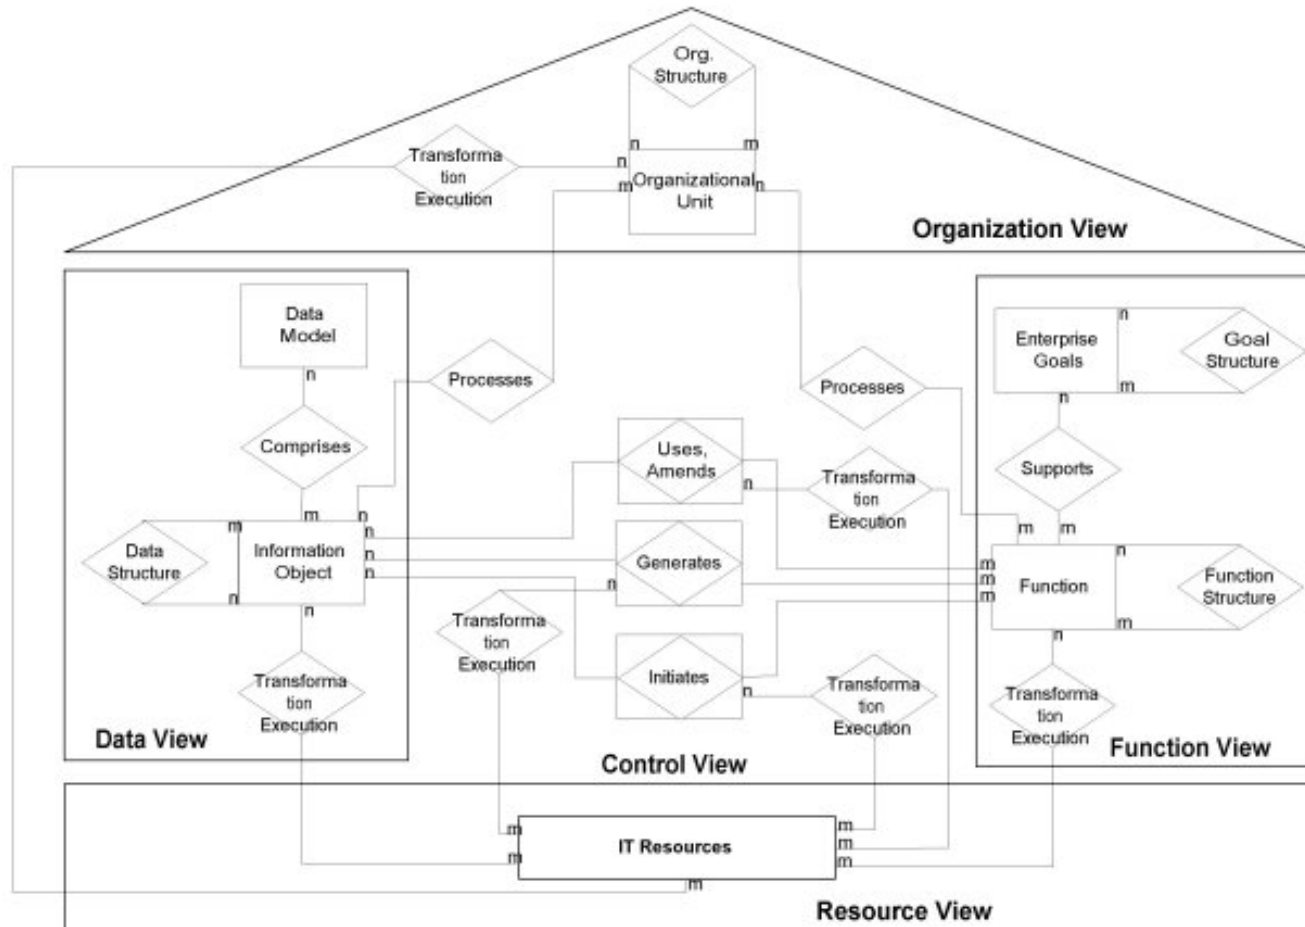 Org.
Structure
n
m
Transforma
tion
Execution
n
m
Organizational
Unit
n
Organization View
Data
Model
n
Comprises
m
n
Processes
Processes
Enterprise
Goals
n
m
n
Goal
Structure
Supports
m
m
Uses,
Amends
n
Transforma
tion
Execution
Data
Structure
m
n
Information
Object
n
n
n
n
Generates
n
m
m
m
Function
n
m
n
Function
Structure
Transforma
tion
Execution
Initiates
n
Transforma
tion
Execution
Transforma
tion
Execution
Transforma
tion
Execution
Data View
Control View
Function View
m
m
IT Resources
m
m
m
m
Resource View